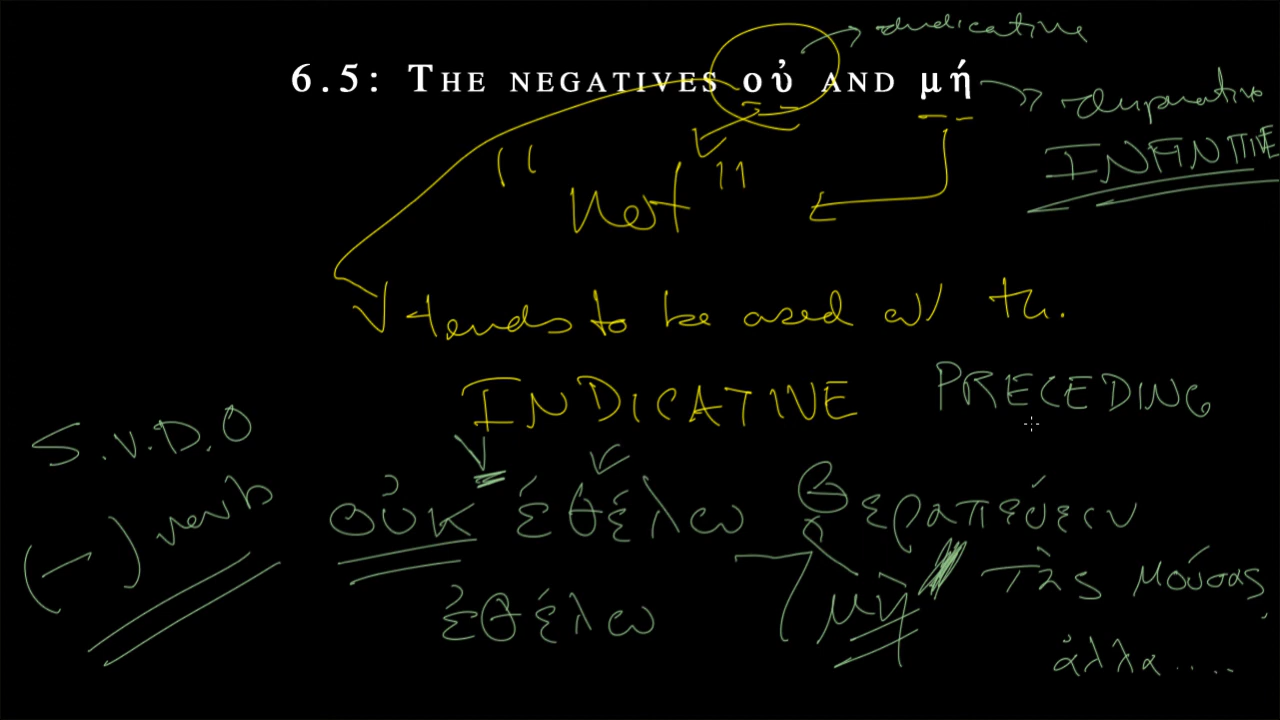 → indicative
6.5: THE NEGATIVES οὐ AND μή
→ imperative
INFINITIVE
"not"
tends to be used w/ the
INDICATIVE
PRECEDING
S.V.D.O
(-) verb
οὐκ ἐθέλω θεραπεύειν
τὰς μούσας,
ἐθέλω
μὴ
ἀλλα.....